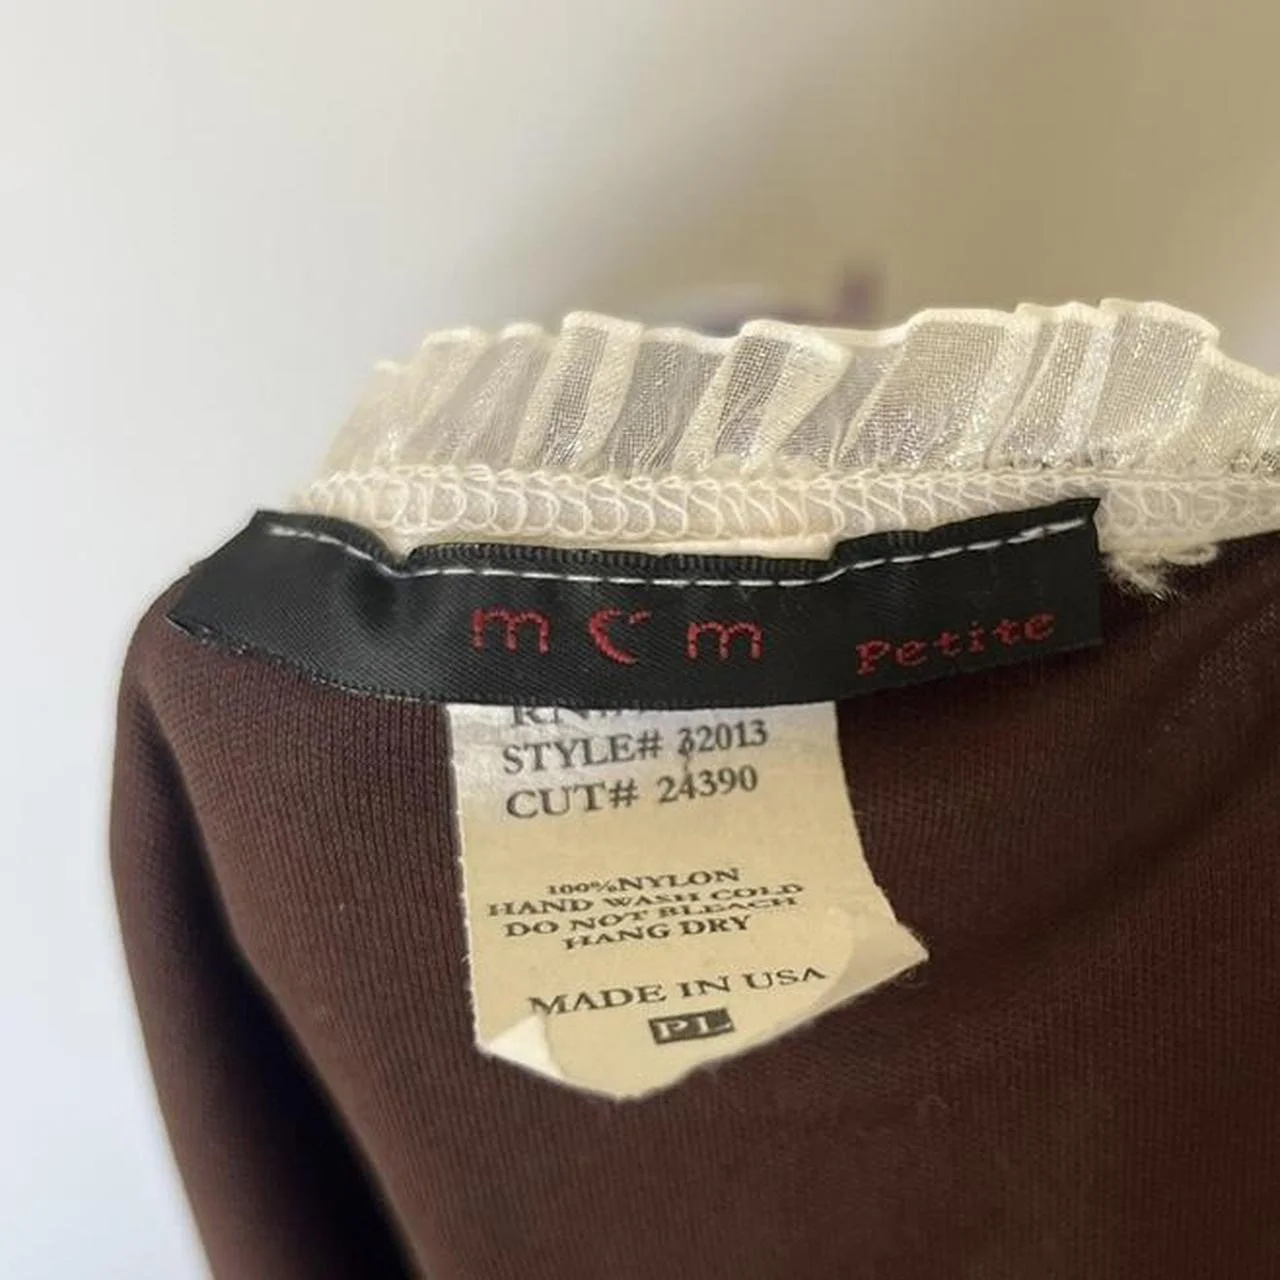 mcm Petite
STYLE# 32013
CUT# 24390
100%NYLON
HAND WASH COLD
DO NOT BLEACH
HANG DRY
MADE IN USA
PL